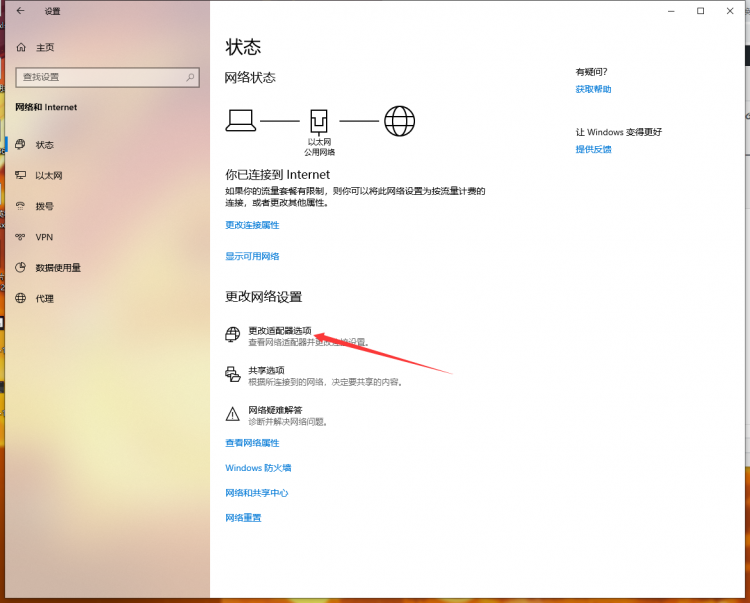 设置
主页
查找设置
网络和 Internet
状态
以太网
拨号
VPN
数据使用量
代理
状态
网络状态
以太网
公用网络
你已连接到 Internet
如果你的流量套餐有限制，则你可以将此网络设置为按流量计费的
连接，或者更改其他属性。
更改连接属性
显示可用网络
更改网络设置
更改适配器选项
查看网络适配器并更改连接设置。
共享选项
根据所连接到的网络，决定要共享的内容。
网络疑难解答
诊断并解决网络问题。
查看网络属性
Windows 防火墙
网络和共享中心
网络重置
有疑问?
获取帮助
让 Windows 变得更好
提供反馈